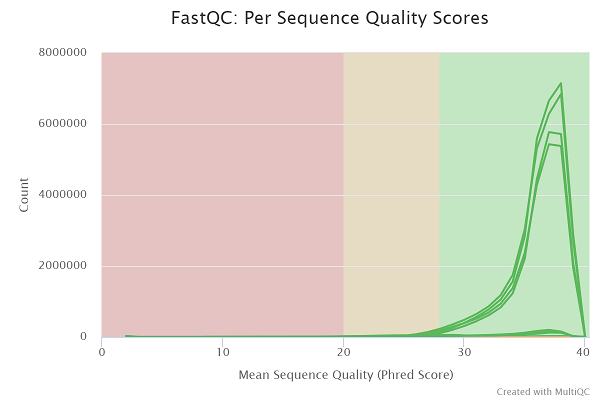 FastQC: Per Sequence Quality Scores
8000000
6000000
4000000
2000000
0
Count
0 10 20 30 40
Mean Sequence Quality (Phred Score)
Created with MultiQC